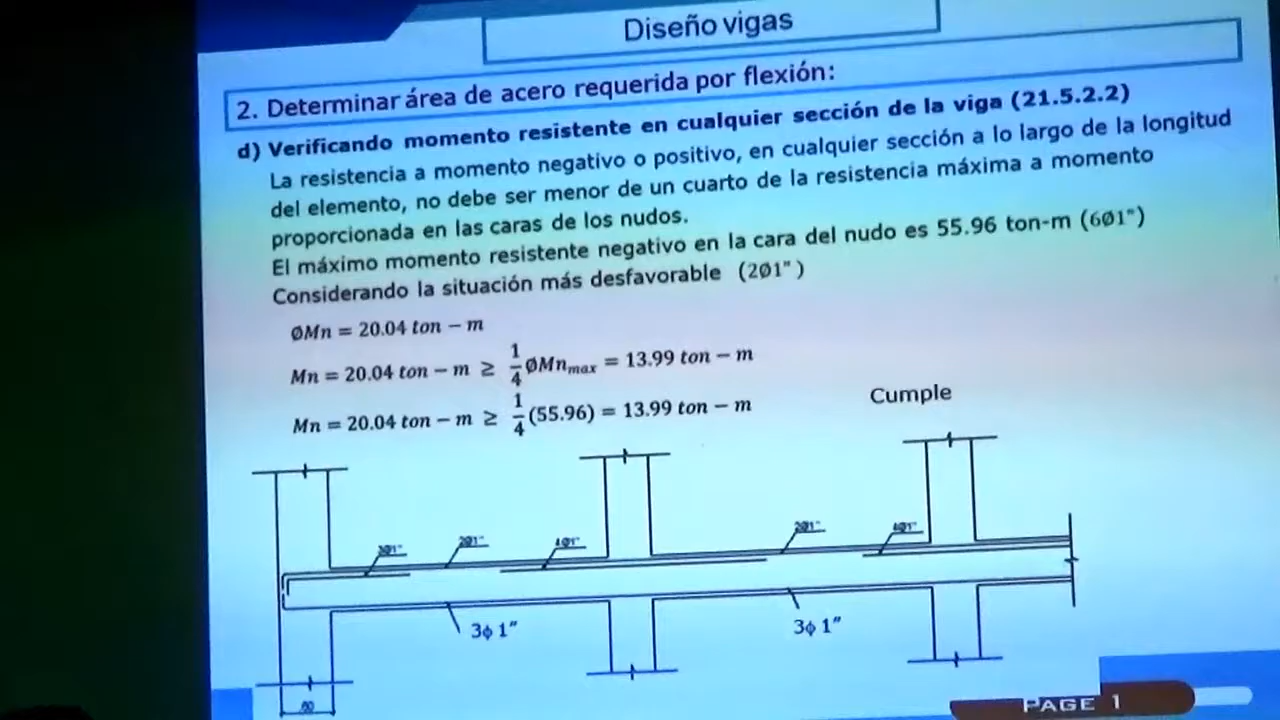 Diseño vigas
2. Determinar área de acero requerida por flexión:
d) Verificando momento resistente en cualquier sección de la viga (21.5.2.2)
La resistencia a momento negativo o positivo, en cualquier sección a lo largo de la longitud
del elemento, no debe ser menor de un cuarto de la resistencia máxima a momento
proporcionada en las caras de los nudos.
El máximo momento resistente negativo en la cara del nudo es 55.96 ton-m (6Ø1")
Considerando la situación más desfavorable (2Ø1")
ØMn = 20.04 ton − m
Mn = 20.04 ton − m ≥ 1/4 ØMn max = 13.99 ton − m
Mn = 20.04 ton − m ≥ 1/4 (55.96) = 13.99 ton − m
Cumple
2Ø1"
4Ø1"
2Ø1"
4Ø1"
3ϕ 1"
3ϕ 1"
PAGE 1